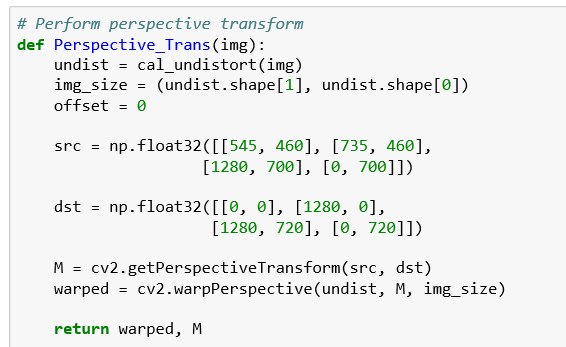 # Perform perspective transform
def Perspective_Trans(img):
    undist = cal_undistort(img)
    img_size = (undist.shape[1], undist.shape[0])
    offset = 0
    src = np.float32([[545, 460], [735, 460],
                    [1280, 700], [0, 700]])
    dst = np.float32([[0, 0], [1280, 0],
                     [1280, 720], [0, 720]])
    M = cv2.getPerspectiveTransform(src, dst)
    warped = cv2.warpPerspective(undist, M, img_size)
    return warped, M